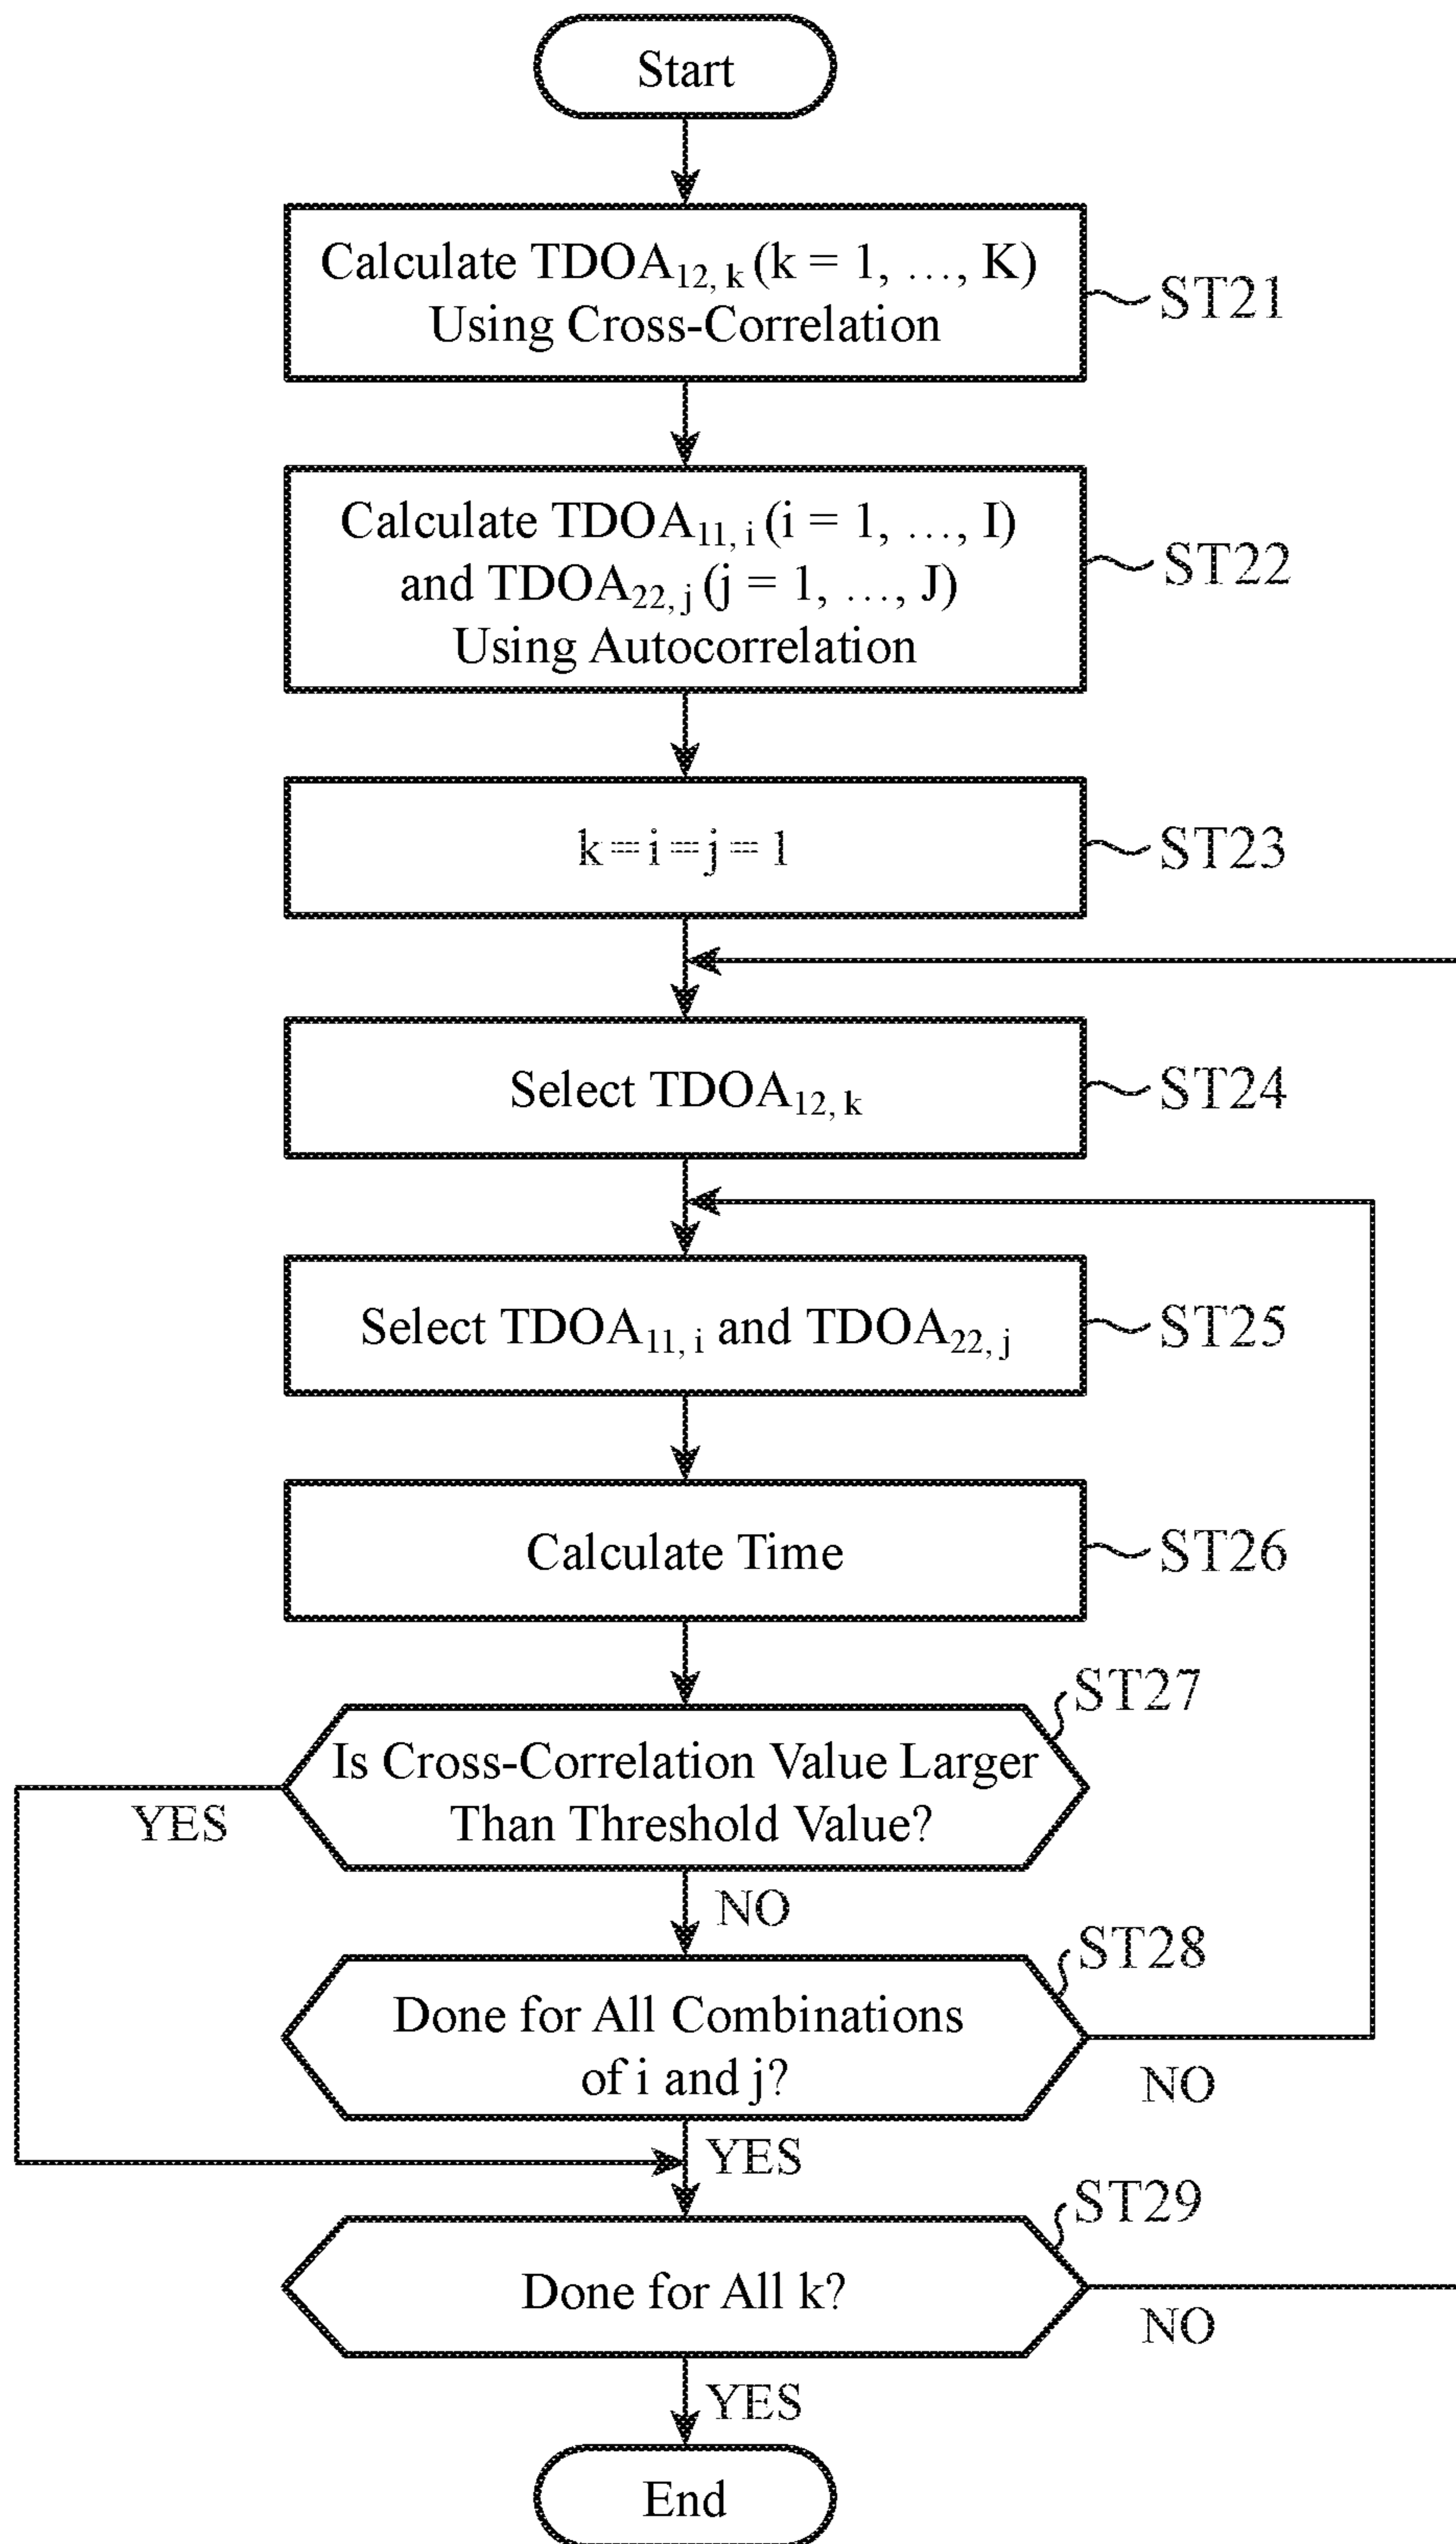 Start
Calculate TDOA12, k (k = 1, …, K)
Using Cross-Correlation
ST21
Calculate TDOA11, i (i = 1, …, I)
and TDOA22, j (j = 1, …, J)
Using Autocorrelation
ST22
k = i = j = 1
ST23
Select TDOA12, k
ST24
Select TDOA11, i and TDOA22, j
ST25
Calculate Time
ST26
ST27
Is Cross-Correlation Value Larger
Than Threshold Value?
YES
NO
ST28
Done for All Combinations
of i and j?
NO
YES
ST29
Done for All k?
NO
YES
End